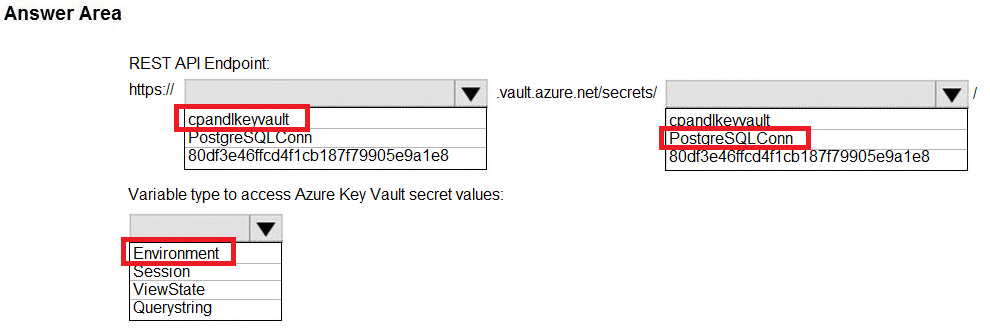 Answer Area
REST API Endpoint:
https:// .vault.azure.net/secrets/ /
cpandlkeyvault cpandlkeyvault
PostgreSQLConn PostgreSQLConn
80df3e46ffcd4f1cb187f79905e9a1e8 80df3e46ffcd4f1cb187f79905e9a1e8
Variable type to access Azure Key Vault secret values:
Environment
Session
ViewState
Querystring